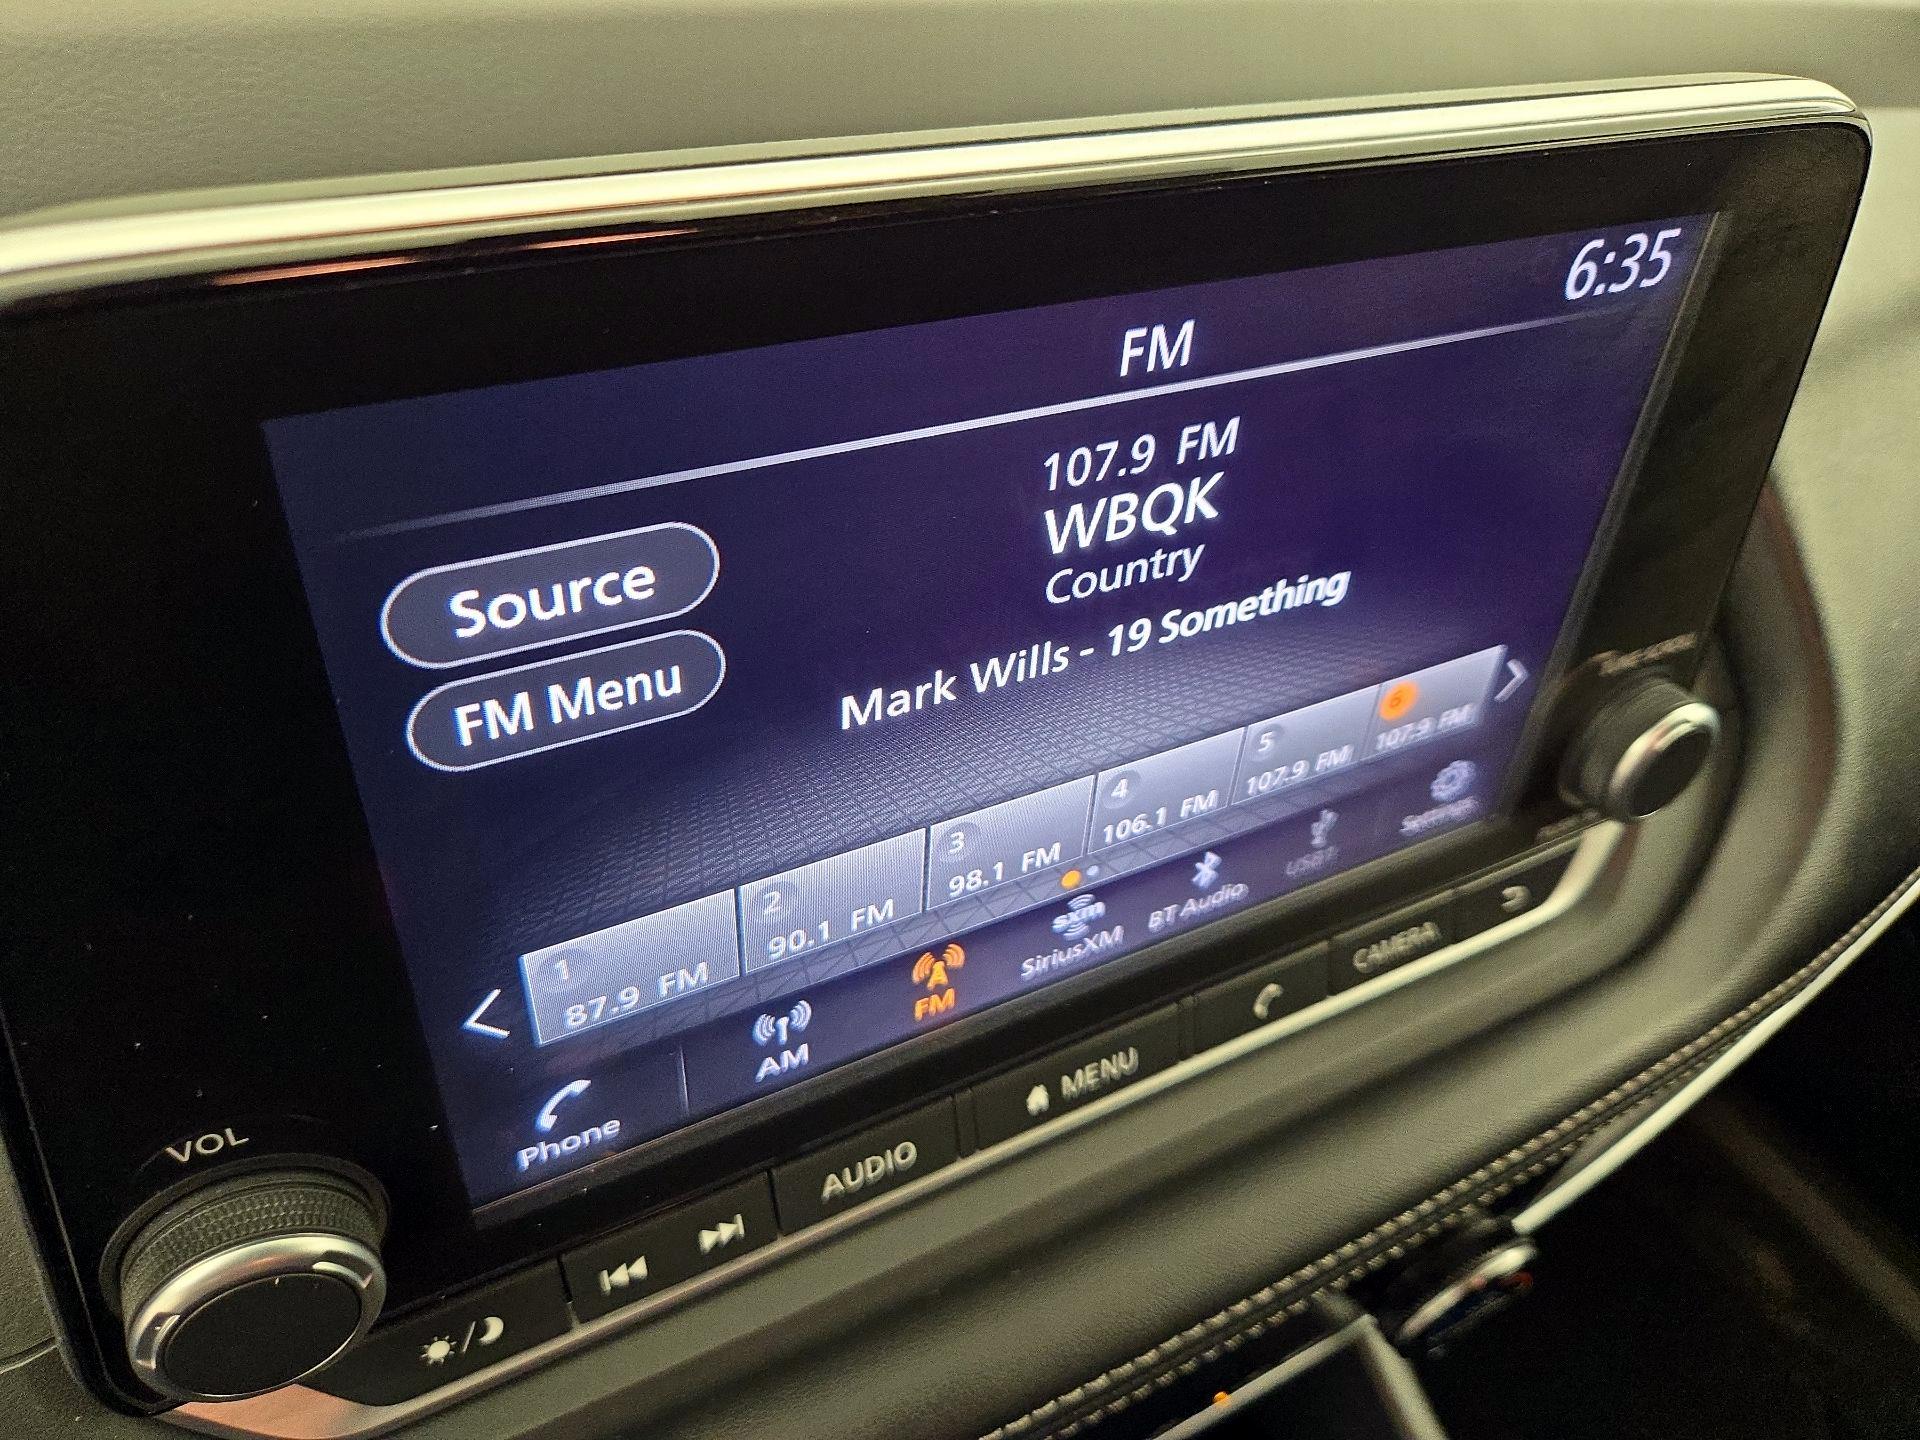 6:35
FM
107.9 FM
WBQK
Country
Mark Wills - 19 Something
Source
FM Menu
1
87.9 FM
2
90.1 FM
3
98.1 FM
4
106.1 FM
5
107.9 FM
6
107.9 FM
Phone
AM
FM
sxm
SiriusXM
BT Audio
Settings
VOL
AUDIO
MENU
CAMERA